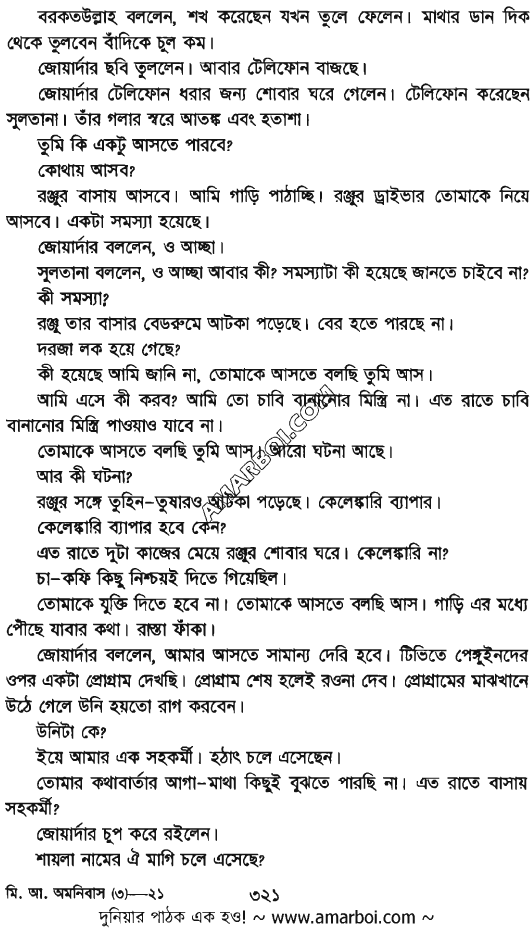 বরকতউল্লাহ বললেন, শখ করেছেন যখন তুলে ফেলেন। মাথার ডান দিক
থেকে তুলবেন বাঁদিকে চুল কম।
জোয়ার্দার ছবি তুললেন। আবার টেলিফোন বাজছে।
জোয়ার্দার টেলিফোন ধরার জন্য শোবার ঘরে গেলেন। টেলিফোন করেছেন
সুলতানা। তাঁর গলার স্বরে আতঙ্ক এবং হতাশা।
তুমি কি একটু আসতে পারবে?
কোথায় আসব?
রঞ্জুর বাসায় আসবে। আমি গাড়ি পাঠাচ্ছি। রঞ্জুর ড্রাইভার তোমাকে নিয়ে
আসবে। একটা সমস্যা হয়েছে।
জোয়ার্দার বললেন, ও আচ্ছা।
সুলতানা বললেন, ও আচ্ছা আবার কী? সমস্যাটা কী হয়েছে জানতে চাইবে না?
কী সমস্যা?
রঞ্জু তার বাসার বেডরুমে আটকা পড়েছে। বের হতে পারছে না।
দরজা লক হয়ে গেছে?
কী হয়েছে আমি জানি না, তোমাকে আসতে বলছি তুমি আস।
আমি এসে কী করব? আমি তো চাবি বানানোর মিস্ত্রি না। এত রাতে চাবি
বানানোর মিস্ত্রি পাওয়াও যাবে না।
তোমাকে আসতে বলছি তুমি আস। আরো ঘটনা আছে।
আর কী ঘটনা?
রঞ্জুর সঙ্গে তুহিন-তুষারও আটকা পড়েছে। কেলেঙ্কারি ব্যাপার।
কেলেঙ্কারি ব্যাপার হবে কেন?
এত রাতে দুটা কাজের মেয়ে রঞ্জুর শোবার ঘরে। কেলেঙ্কারি না?
চা-কফি কিছু নিশ্চয়ই দিতে গিয়েছিল।
তোমাকে যুক্তি দিতে হবে না। তোমাকে আসতে বলছি আস। গাড়ি এর মধ্যে
পৌঁছে যাবার কথা। রাস্তা ফাঁকা।
জোয়ার্দার বললেন, আমার আসতে সামান্য দেরি হবে। টিভিতে পেঙ্গুইনদের
ওপর একটা প্রোগ্রাম দেখছি। প্রোগ্রাম শেষ হলেই রওনা দেব। প্রোগ্রামের মাঝখানে
উঠে গেলে উনি হয়তো রাগ করবেন।
উনিটা কে?
ইয়ে আমার এক সহকর্মী। হঠাৎ চলে এসেছেন।
তোমার কথাবার্তার আগা-মাথা কিছুই বুঝতে পারছি না। এত রাতে বাসায়
সহকর্মী?
জোয়ার্দার চুপ করে রইলেন।
শায়লা নামের ঐ মাগি চলে এসেছে?
মি. আ. অমনিবাস (৩)—২১
৩২১
দুনিয়ার পাঠক এক হও! ~ www.amarboi.com ~
AMARBOI.COM